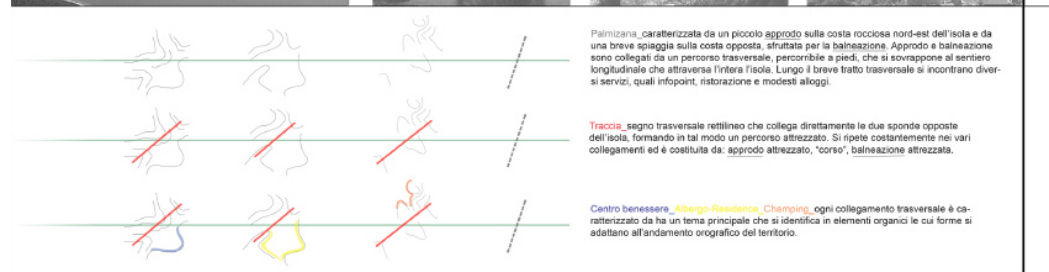 Palmizana_caratterizzata da un piccolo approdo sulla costa rocciosa nord-est dell'isola e da
una breve spiaggia sulla costa opposta, sfruttata per la balneazione. Approdo e balneazione
sono collegati da un percorso trasversale, percorribile a piedi, che si sovrappone al sentiero
longitudinale che attraversa l'intera l'isola. Lungo il breve tratto trasversale si incontrano diver-
si servizi, quali infopoint, ristorazione e modesti alloggi.
Traccia_segno trasversale rettilineo che collega direttamente le due sponde opposte
dell'isola, formando in tal modo un percorso attrezzato. Si ripete costantemente nei vari
collegamenti ed è costituita da: approdo attrezzato, "corso", balneazione attrezzata.
Centro benessere_Albergo-Residence_Champing_ogni collegamento trasversale è ca-
ratterizzato da ha un tema principale che si identifica in elementi organici le cui forme si
adattano all'andamento orografico del territorio.